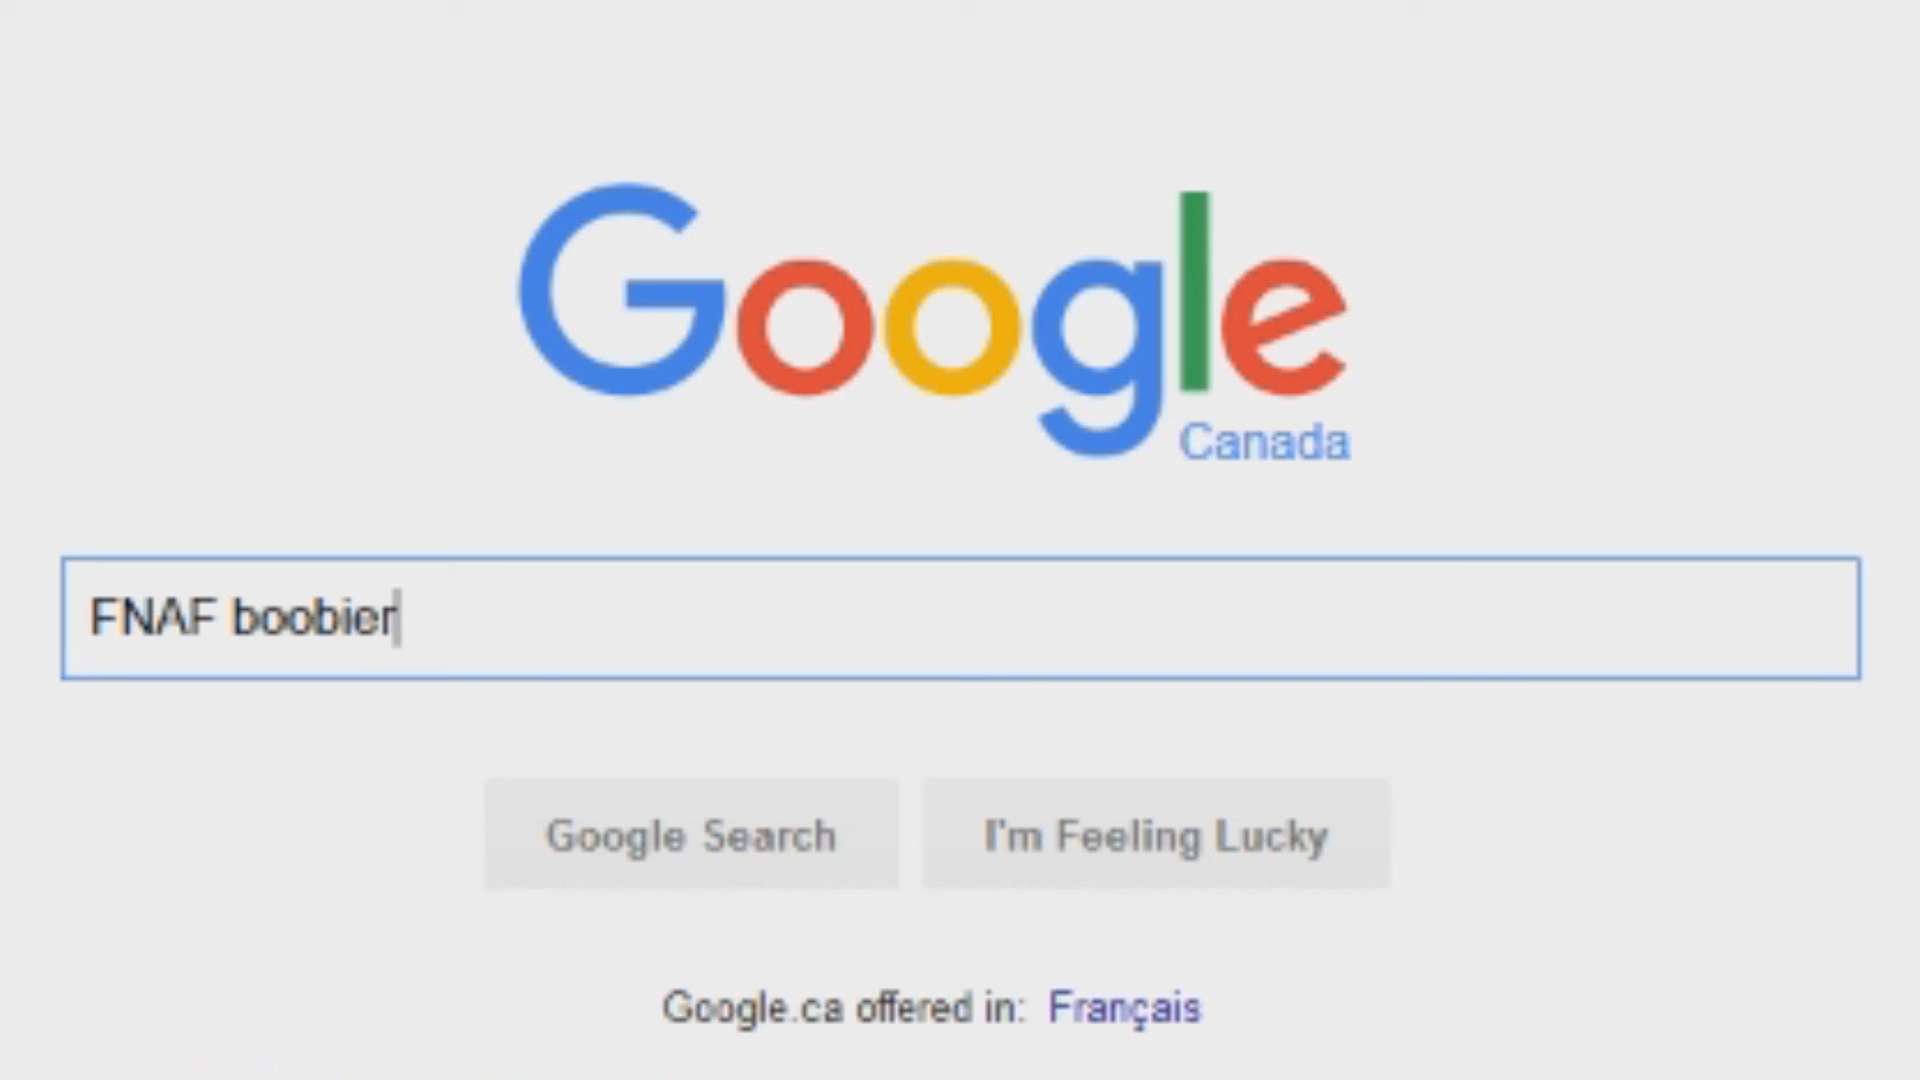 Google
Canada
FNAF boobier
Google Search
I'm Feeling Lucky
Google.ca offered in: Français